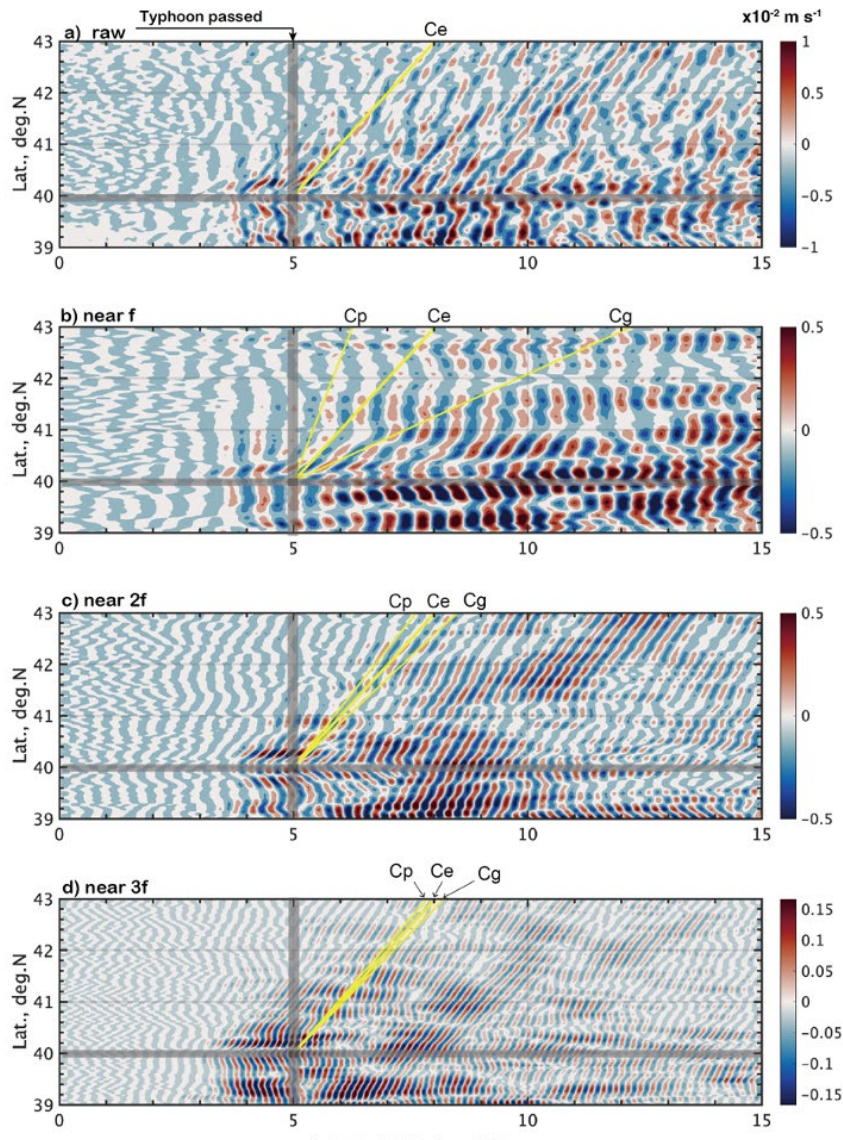 Typhoon passed
x10⁻² m s⁻¹
a) raw
Ce
43
42
41
40
39
Lat., deg.N
0
5
10
15
1
0.5
0
−0.5
−1
b) near f
Cp
Ce
Cg
43
42
41
40
39
Lat., deg.N
0
5
10
15
0.5
0
−0.5
c) near 2f
Cp
Ce
Cg
43
42
41
40
39
Lat., deg.N
0
5
10
15
0.5
0
−0.5
d) near 3f
Cp
Ce
Cg
43
42
41
40
39
Lat., deg.N
0
5
10
15
0.15
0.1
0.05
0
−0.05
−0.1
−0.15